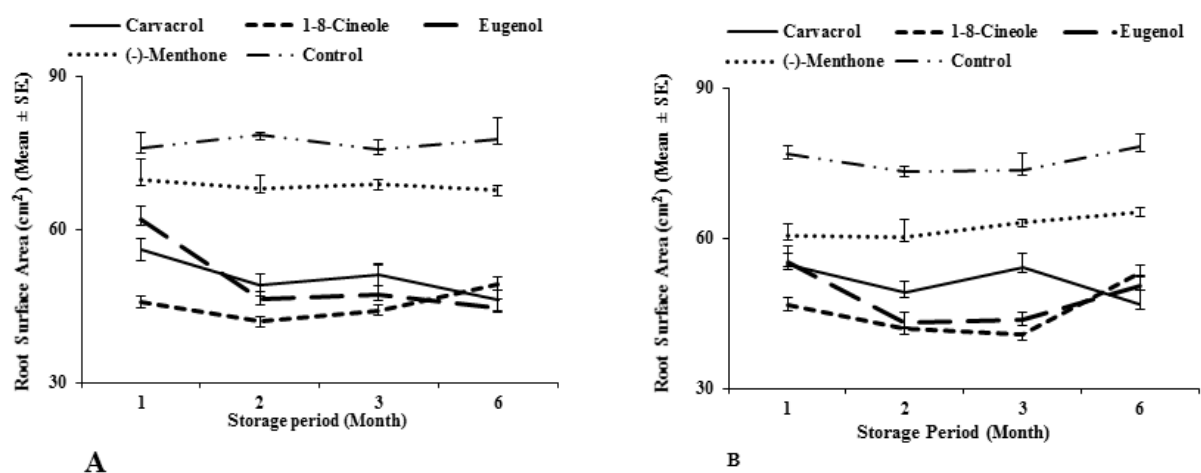 Carvacrol 1-8-Cineole Eugenol
(-)-Menthone Control
Root Surface Area (cm²) (Mean ± SE.)
90
60
30
1 2 3 6
Storage period (Month)
A
Carvacrol 1-8-Cineole Eugenol
(-)-Menthone Control
Root Surface Area (cm²) (Mean ± SE.)
90
60
30
1 2 3 6
Storage Period (Month)
B